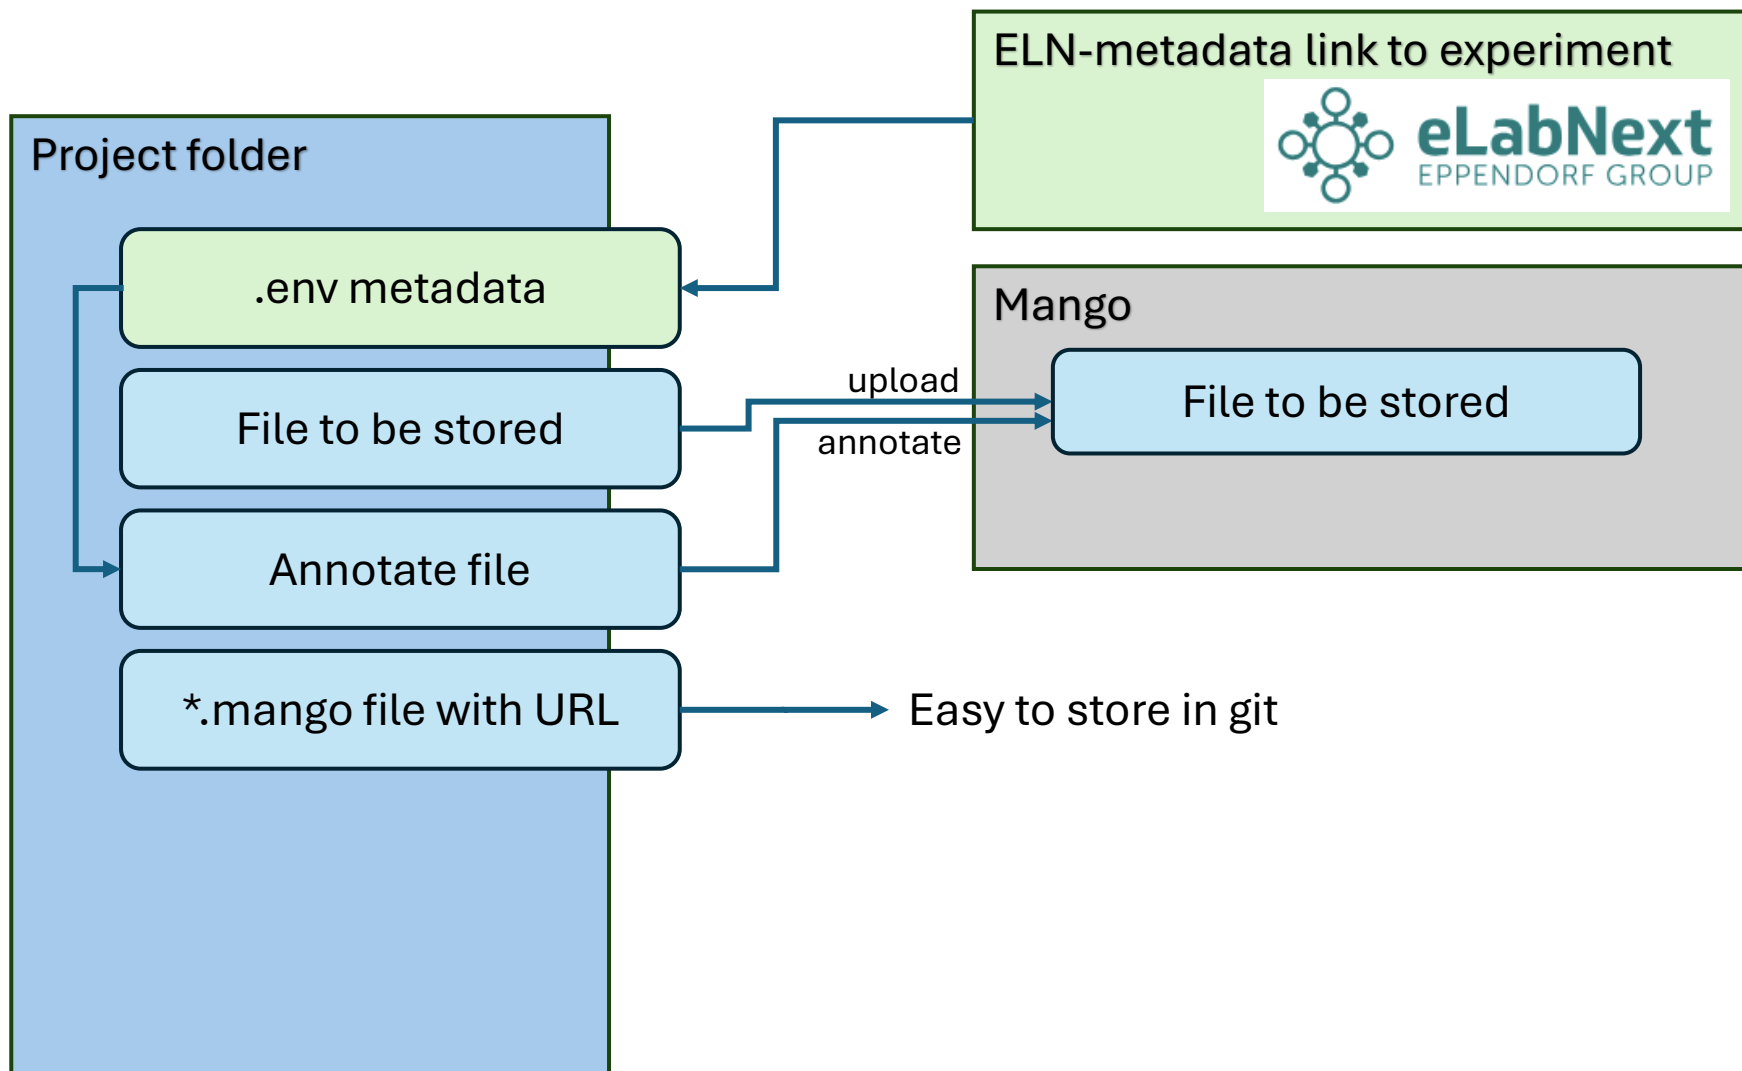 ELN-metadata link to experiment
eLabNext
EPPENDORF GROUP
Project folder
.env metadata
Mango
upload
File to be stored
File to be stored
annotate
Annotate file
*.mango file with URL
Easy to store in git